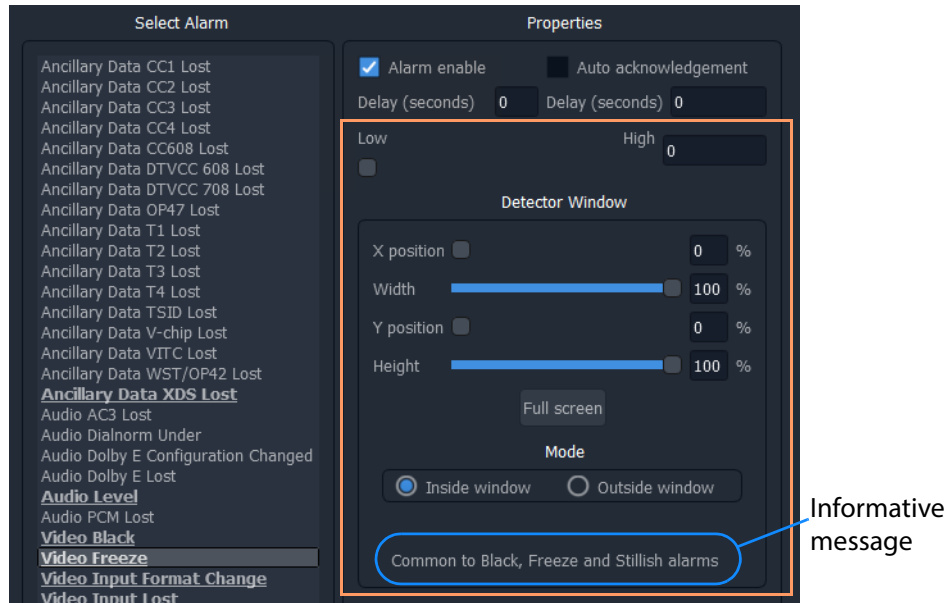 Select Alarm
Ancillary Data CC1 Lost
Ancillary Data CC2 Lost
Ancillary Data CC3 Lost
Ancillary Data CC4 Lost
Ancillary Data CC608 Lost
Ancillary Data DTVCC 608 Lost
Ancillary Data DTVCC 708 Lost
Ancillary Data OP47 Lost
Ancillary Data T1 Lost
Ancillary Data T2 Lost
Ancillary Data T3 Lost
Ancillary Data T4 Lost
Ancillary Data TSID Lost
Ancillary Data V-chip Lost
Ancillary Data VITC Lost
Ancillary Data WST/OP42 Lost
Ancillary Data XDS Lost
Audio AC3 Lost
Audio Dialnorm Under
Audio Dolby E Configuration Changed
Audio Dolby E Lost
Audio Level
Audio PCM Lost
Video Black
Video Freeze
Video Input Format Change
Video Input Lost
Properties
Alarm enable Auto acknowledgement
Delay (seconds) 0 Delay (seconds) 0
Low High 0
Detector Window
X position 0 %
Width 100 %
Y position 0 %
Height 100 %
Full screen
Mode
Inside window Outside window
Common to Black, Freeze and Stillish alarms
Informative
message